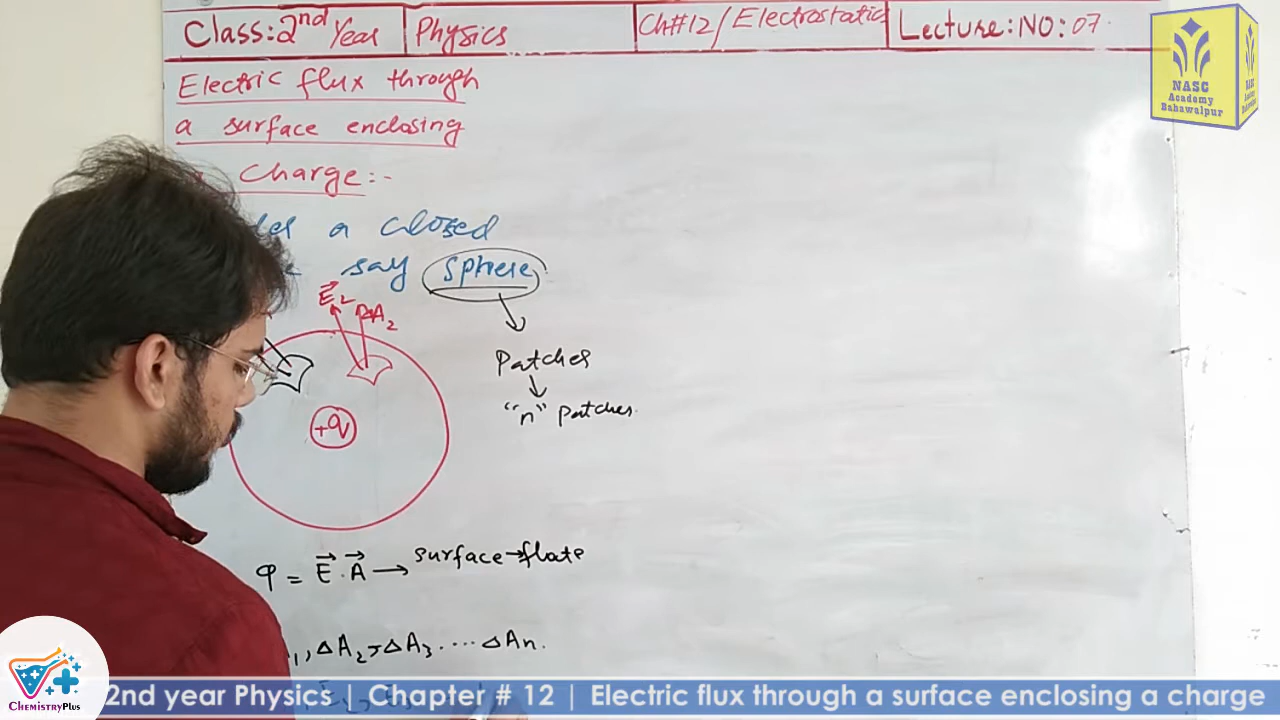 Class: 2nd Year | Physics | Ch#12/Electrostatic | Lecture: NO: 07.
NASC
Academy
Bahawalpur
Electric flux through
a surface enclosing
Charge:-
a closed
say sphere
E₂ ΔA₂
Patches
"n" patches.
+q
φ = E⃗.A⃗ → surface → flate
₁, ΔA₂, ΔA₃ .... ΔAn.
ChemistryPlus
2nd year Physics | Chapter # 12 | Electric flux through a surface enclosing a charge